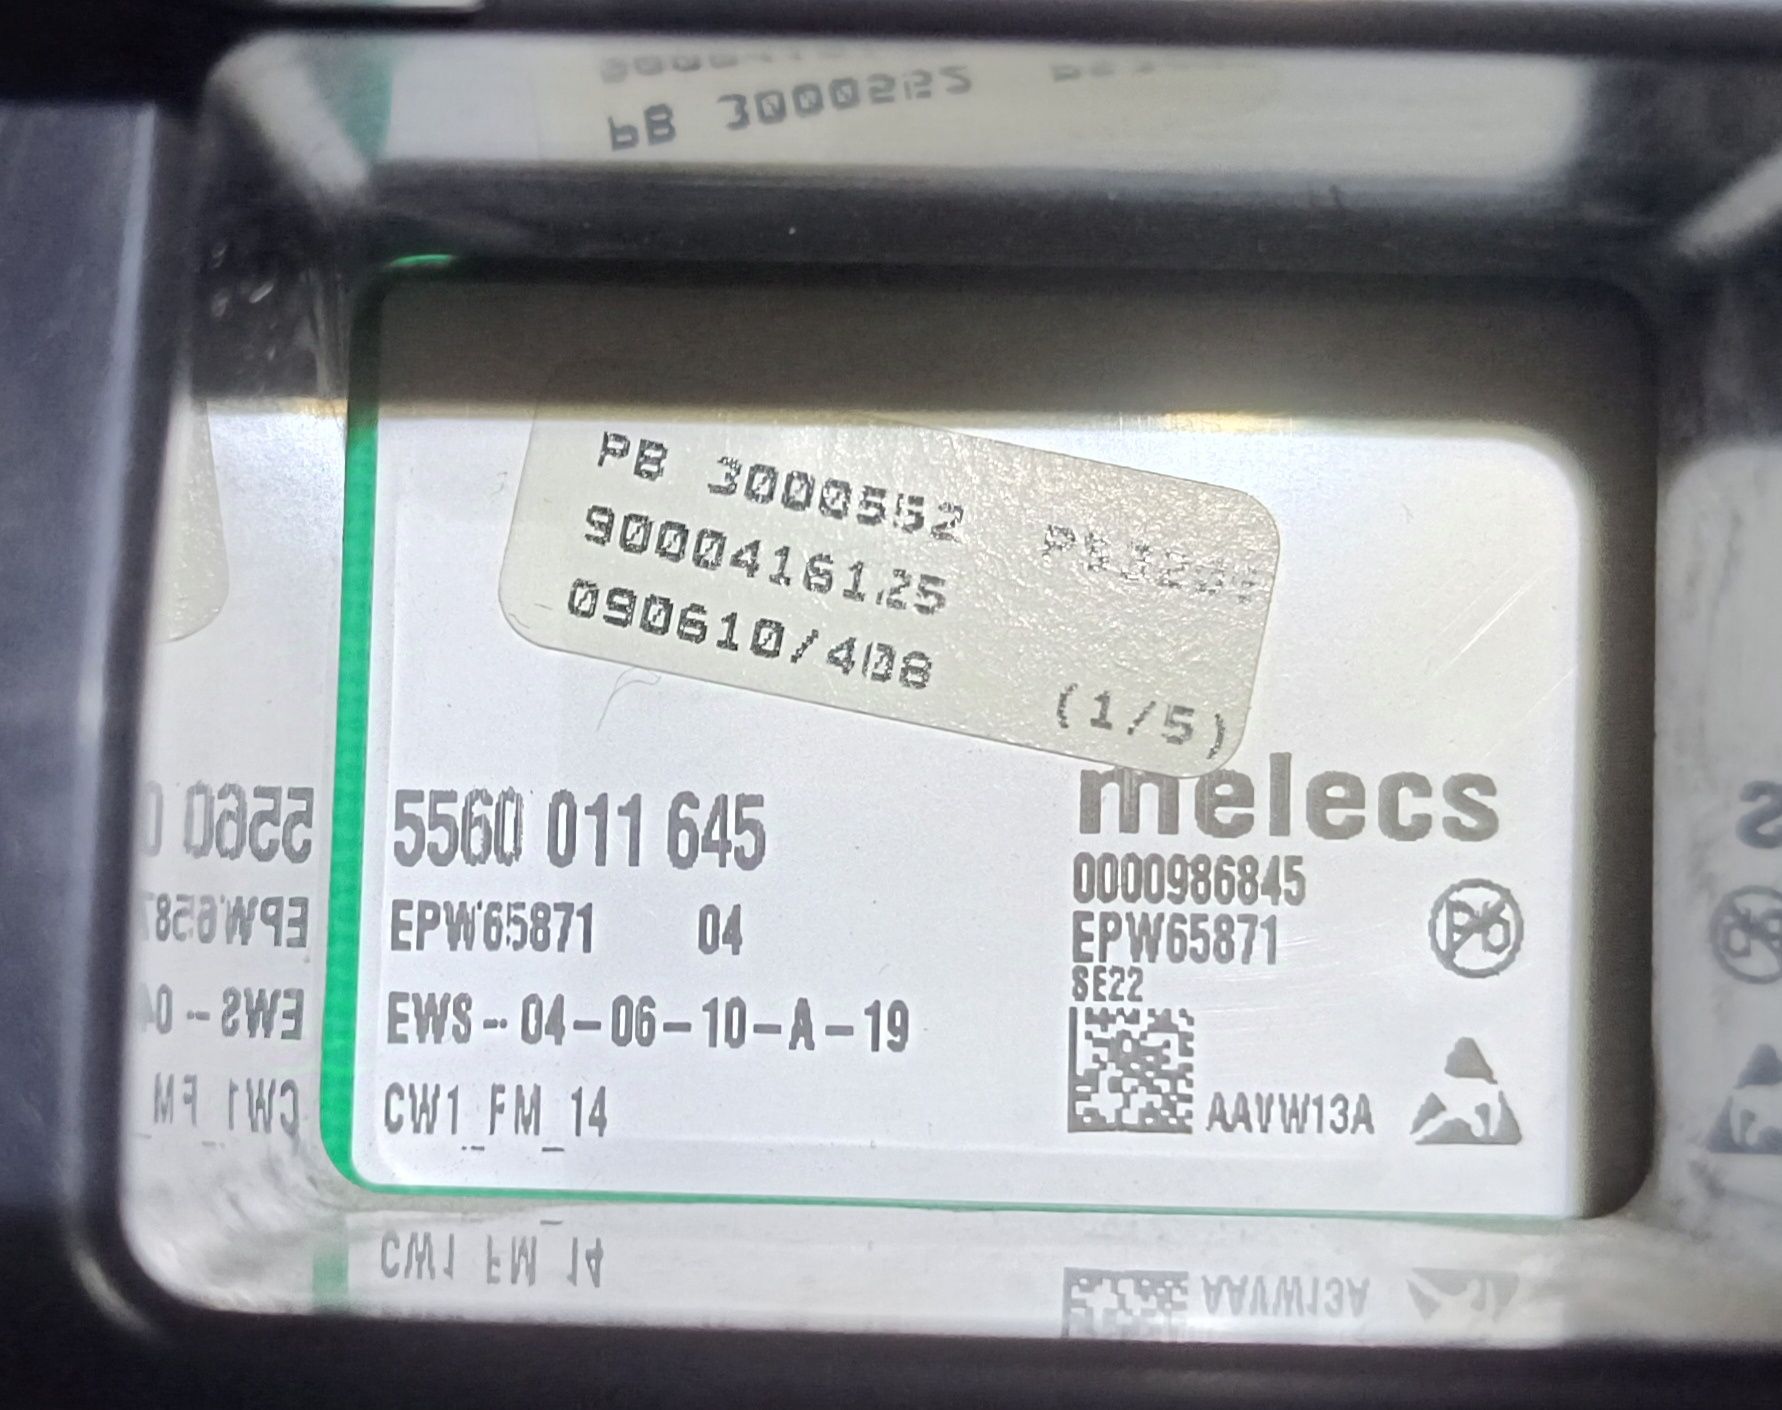 PB 3000552
9000416125
090610/408
(1/5)
melecs
5560 011 645
0000986845
EPW65871 04
EPW65871
SE22
EWS-04-06-10-A-19
AAVW13A
CW1_FM_14
Pb